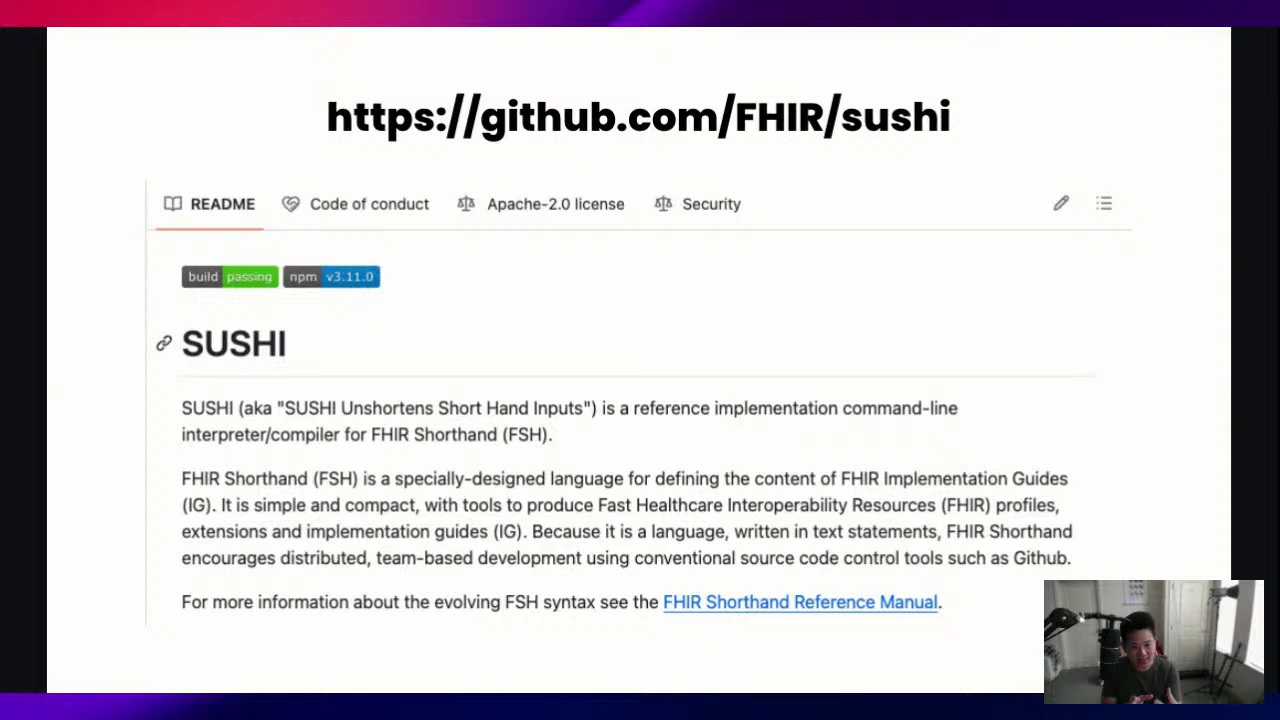 https://github.com/FHIR/sushi
README Code of conduct Apache-2.0 license Security
build passing npm v3.11.0
SUSHI
SUSHI (aka "SUSHI Unshortens Short Hand Inputs") is a reference implementation command-line
interpreter/compiler for FHIR Shorthand (FSH).
FHIR Shorthand (FSH) is a specially-designed language for defining the content of FHIR Implementation Guides
(IG). It is simple and compact, with tools to produce Fast Healthcare Interoperability Resources (FHIR) profiles,
extensions and implementation guides (IG). Because it is a language, written in text statements, FHIR Shorthand
encourages distributed, team-based development using conventional source code control tools such as Github.
For more information about the evolving FSH syntax see the FHIR Shorthand Reference Manual.